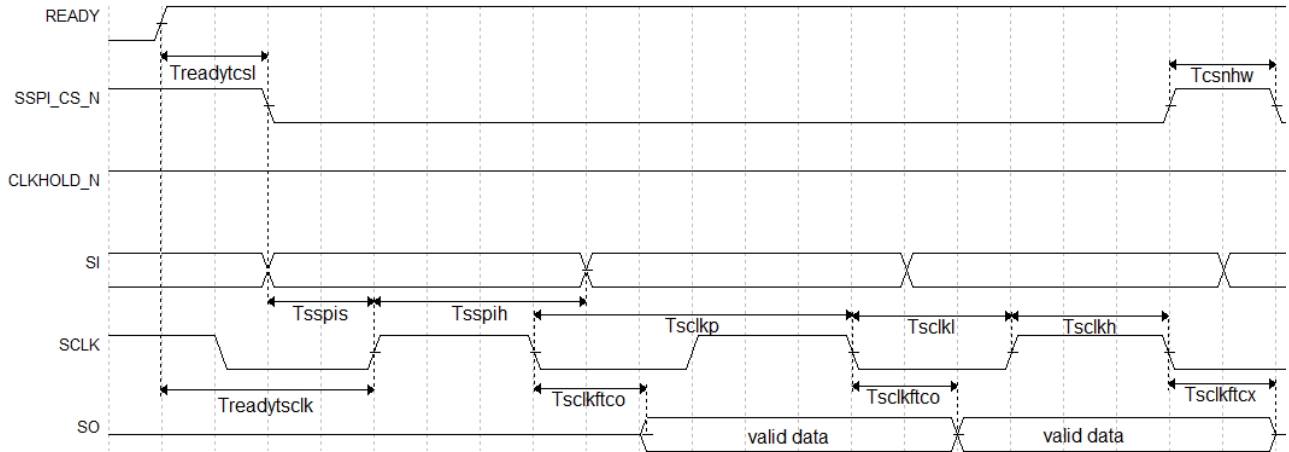 READY
Treadytcsl
Tcsnhw
SSPI_CS_N
CLKHOLD_N
SI
Tsspis
Tsspih
Tsclkp
Tsclkl
Tsclkh
SCLK
Treadytsclk
Tsclkftco
Tsclkftco
Tsclkftcx
SO
valid data
valid data